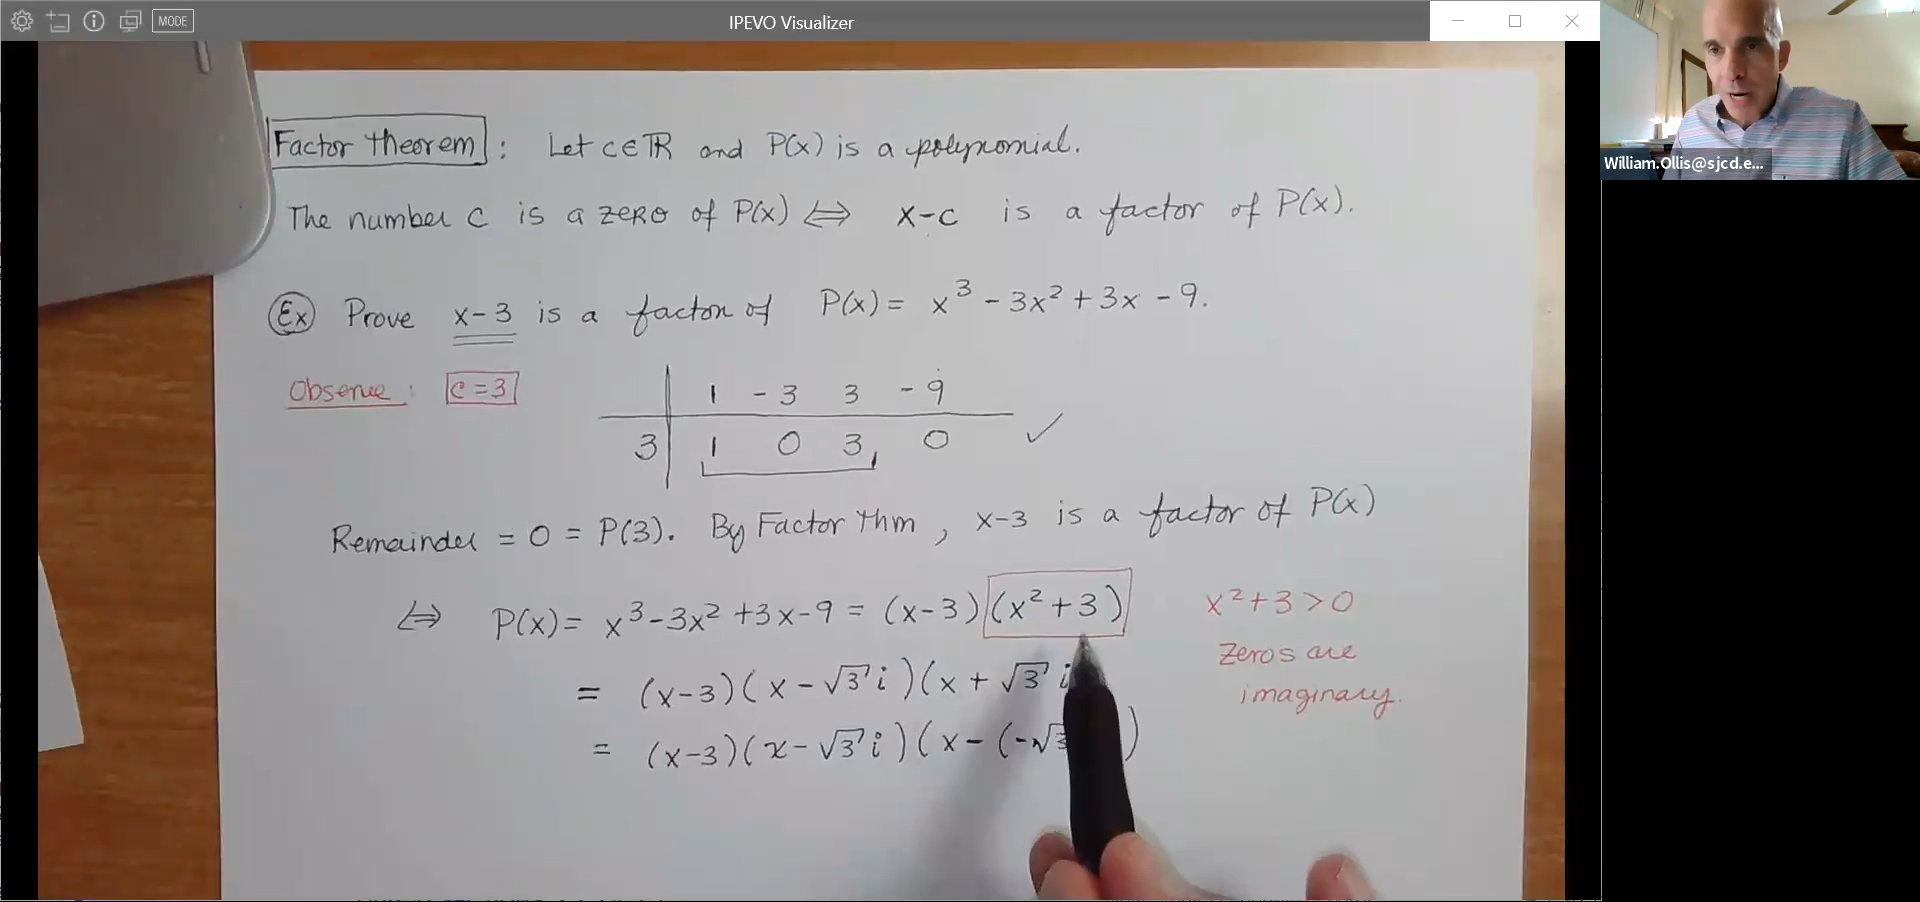 MODE
IPEVO Visualizer
William.Ollis@sjcd.e...
Factor Theorem : Let c∈ℝ and P(x) is a polynomial.
The number c is a zero of P(x) ⟺ x-c is a factor of P(x).
Ex Prove x-3 is a factor of P(x) = x³ - 3x² + 3x - 9.
Observe: c = 3
1 -3 3 -9
3 1 0 3, 0 ✓
Remainder = 0 = P(3). By Factor Thm, x-3 is a factor of P(x)
⟺ P(x) = x³-3x²+3x-9 = (x-3)(x²+3)
x²+3 > 0
Zeros are
imaginary.
= (x-3)(x-√3 i)(x+√3 i
= (x-3)(x-√3 i)(x-(-√3 )